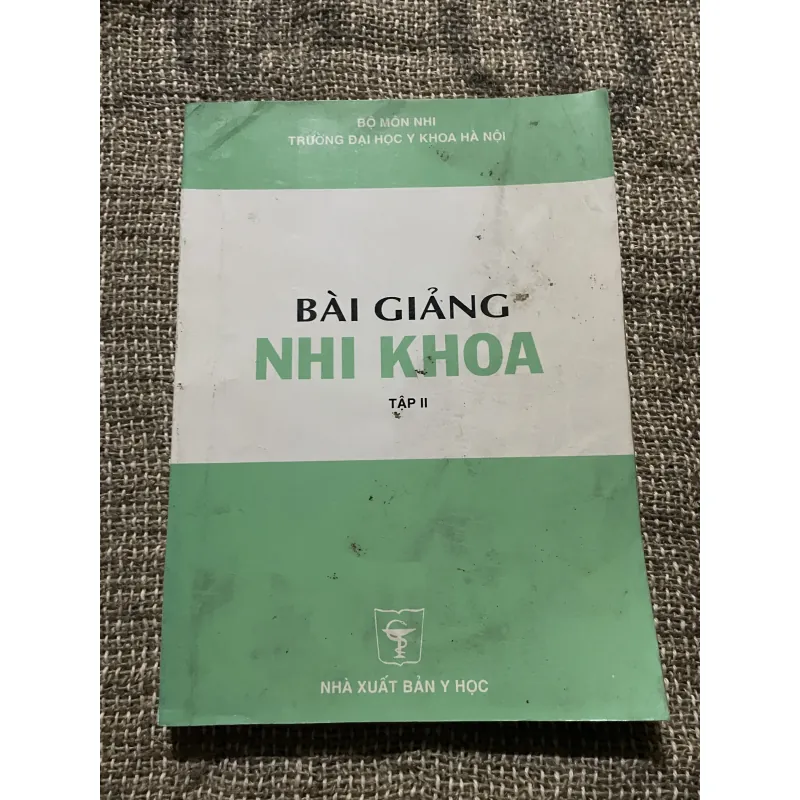 BỘ MÔN NHI
TRƯỜNG ĐẠI HỌC Y KHOA HÀ NỘI
BÀI GIẢNG
NHI KHOA
TẬP II
NHÀ XUẤT BẢN Y HỌC